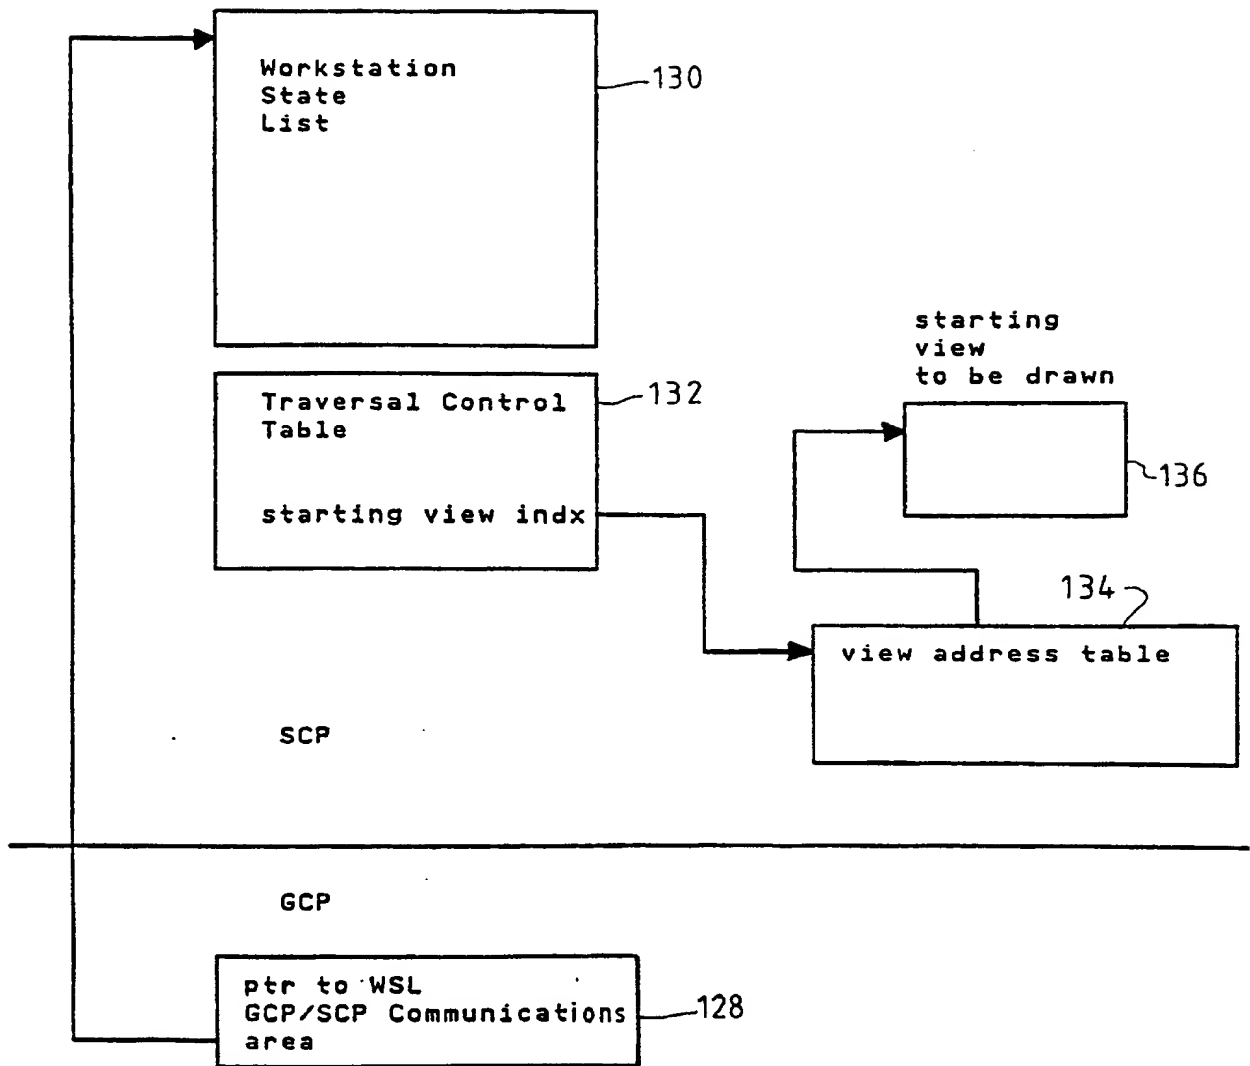 Workstation
State
List
130
Traversal Control
Table
starting view indx
132
starting
view
to be drawn
136
134
view address table
SCP
GCP
ptr to WSL
GCP/SCP Communications
area
128